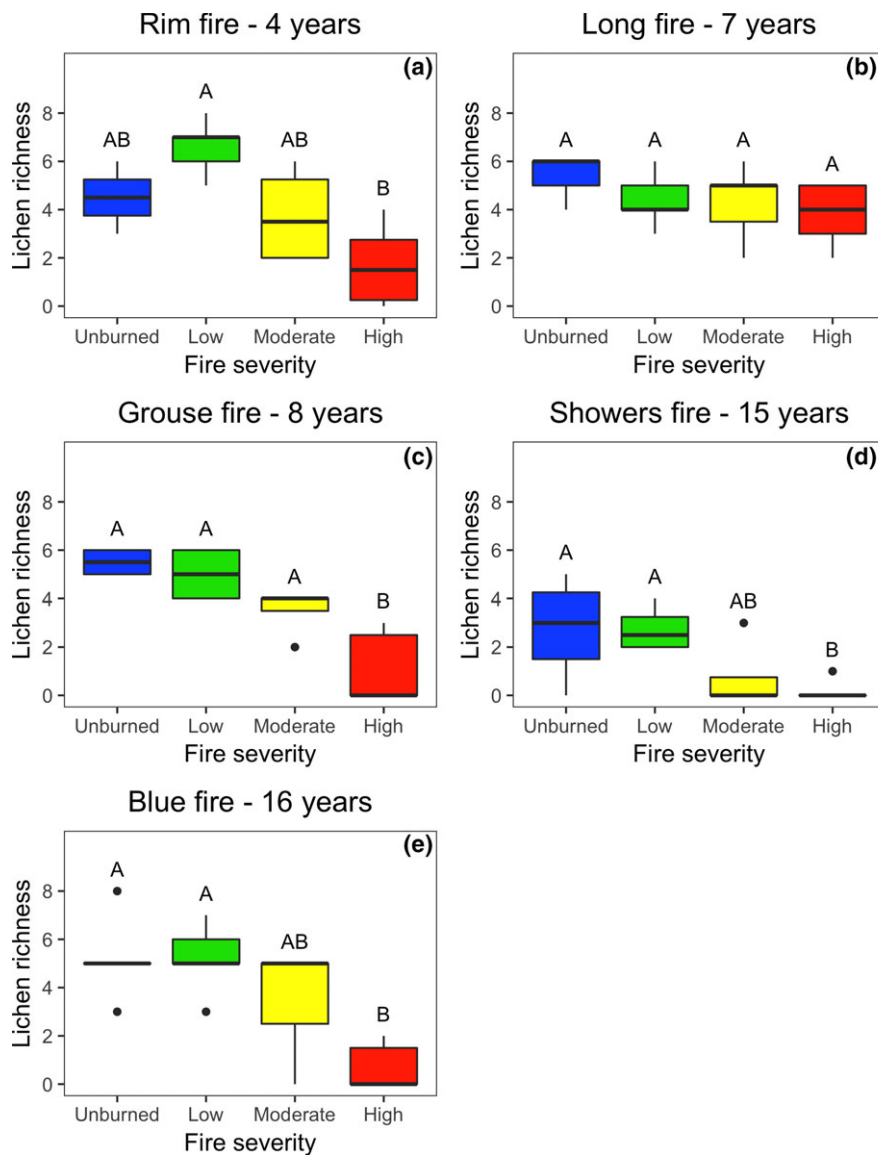 Rim fire - 4 years
(a)
Lichen richness
8
6
4
2
0
AB
A
AB
B
Unburned Low Moderate High
Fire severity
Long fire - 7 years
(b)
Lichen richness
8
6
4
2
0
A
A
A
A
Unburned Low Moderate High
Fire severity
Grouse fire - 8 years
(c)
Lichen richness
8
6
4
2
0
A
A
A
B
Unburned Low Moderate High
Fire severity
Showers fire - 15 years
(d)
Lichen richness
8
6
4
2
0
A
A
AB
B
Unburned Low Moderate High
Fire severity
Blue fire - 16 years
(e)
Lichen richness
8
6
4
2
0
A
A
AB
B
Unburned Low Moderate High
Fire severity